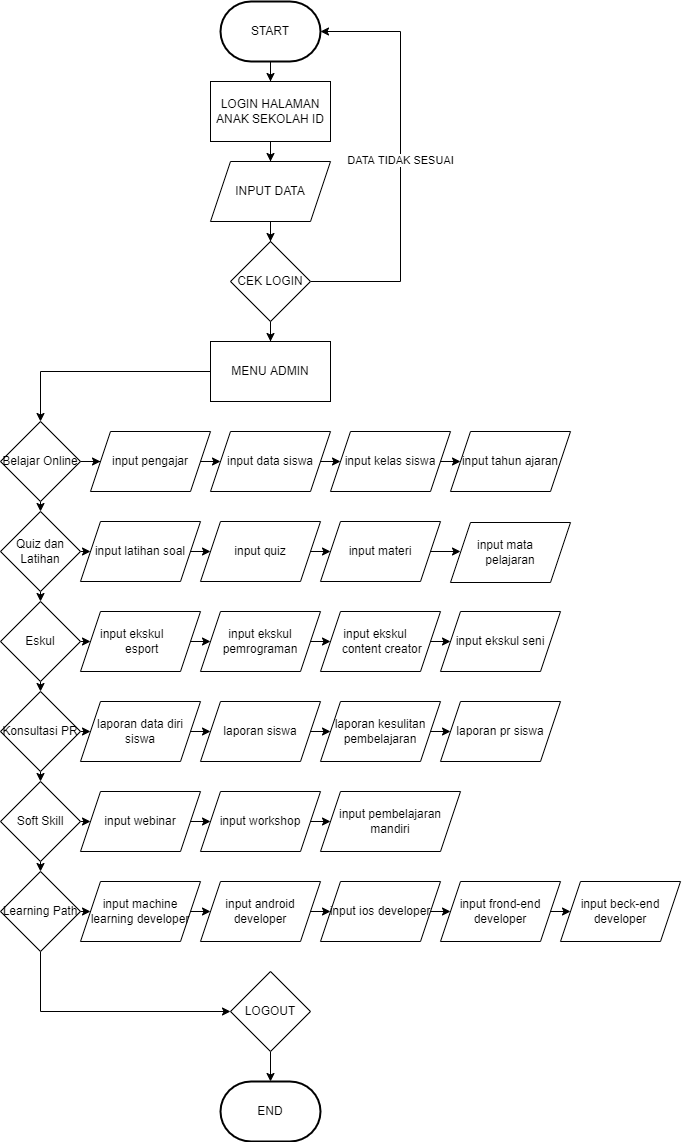 START
LOGIN HALAMAN
ANAK SEKOLAH ID
DATA TIDAK SESUAI
INPUT DATA
CEK LOGIN
MENU ADMIN
Belajar Online
input pengajar
input data siswa
input kelas siswa
input tahun ajaran
Quiz dan
Latihan
input latihan soal
input quiz
input materi
input mata
pelajaran
Eskul
input ekskul
esport
input ekskul
pemrograman
input ekskul
content creator
input ekskul seni
Konsultasi PR
laporan data diri
siswa
laporan siswa
laporan kesulitan
pembelajaran
laporan pr siswa
Soft Skill
input webinar
input workshop
input pembelajaran
mandiri
Learning Path
input machine
learning developer
input android
developer
input ios developer
input frond-end
developer
input beck-end
developer
LOGOUT
END